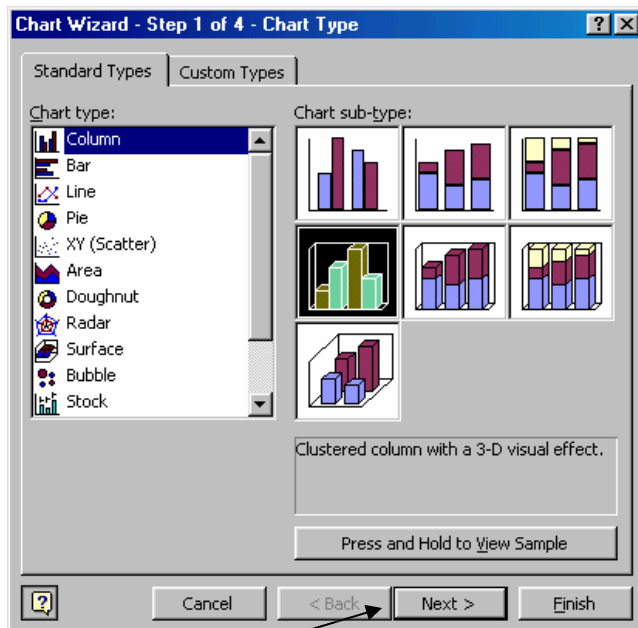 Chart Wizard - Step 1 of 4 - Chart Type
Standard Types
Custom Types
Chart type:
Column
Bar
Line
Pie
XY (Scatter)
Area
Doughnut
Radar
Surface
Bubble
Stock
Chart sub-type:
Clustered column with a 3-D visual effect.
Press and Hold to View Sample
Cancel
< Back
Next >
Finish